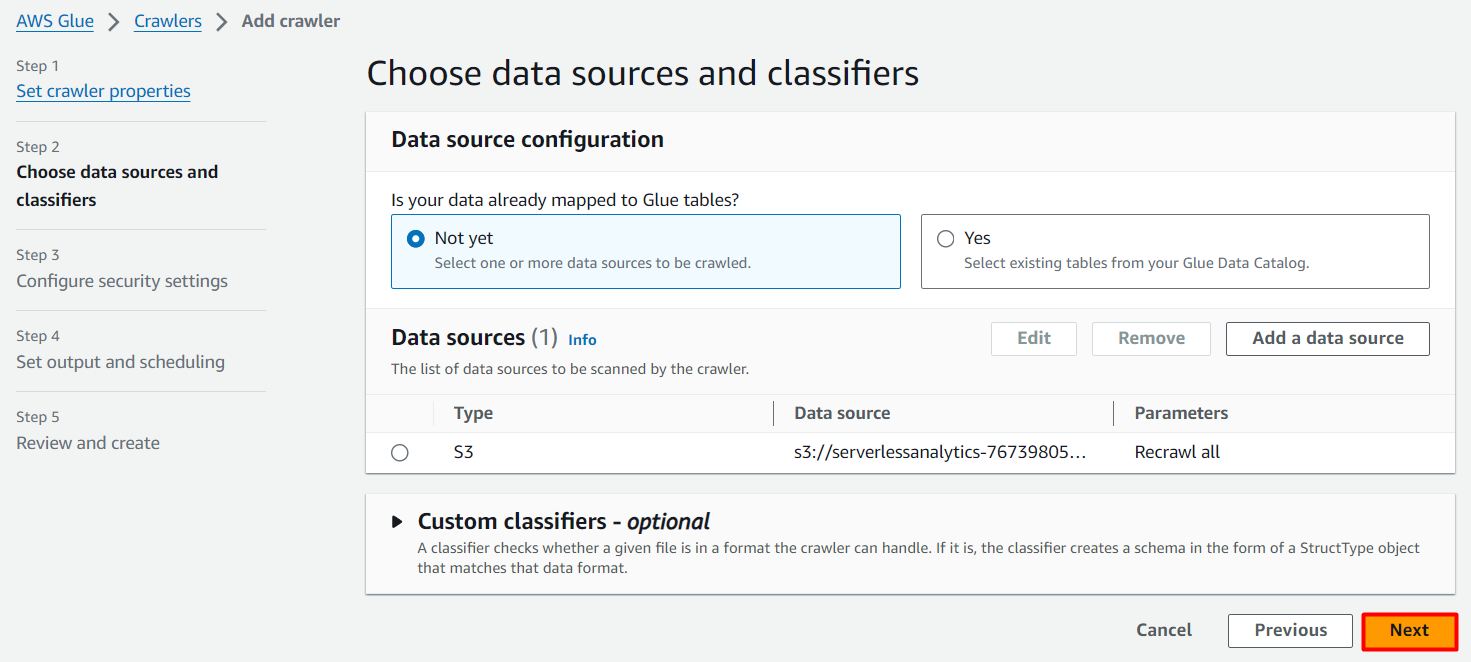 AWS Glue > Crawlers > Add crawler
Step 1
Set crawler properties
Step 2
Choose data sources and
classifiers
Step 3
Configure security settings
Step 4
Set output and scheduling
Step 5
Review and create
Choose data sources and classifiers
Data source configuration
Is your data already mapped to Glue tables?
Not yet
Select one or more data sources to be crawled.
Yes
Select existing tables from your Glue Data Catalog.
Data sources (1) Info
Edit
Remove
Add a data source
The list of data sources to be scanned by the crawler.
Type
Data source
Parameters
S3
s3://serverlessanalytics-76739805...
Recrawl all
Custom classifiers - optional
A classifier checks whether a given file is in a format the crawler can handle. If it is, the classifier creates a schema in the form of a StructType object
that matches that data format.
Cancel
Previous
Next